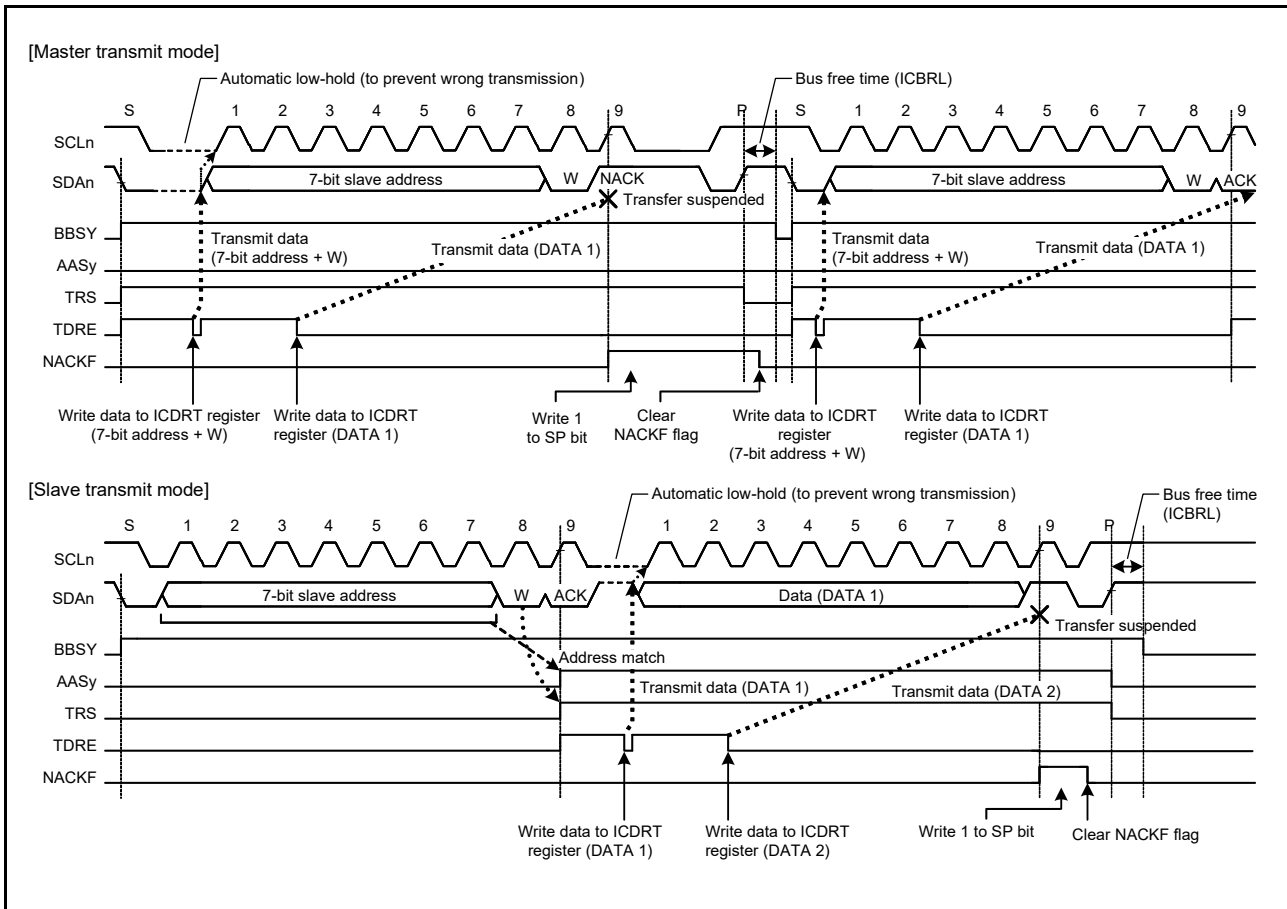 [Master transmit mode]
Automatic low-hold (to prevent wrong transmission)
Bus free time (ICBRL)
S 1 2 3 4 5 6 7 8 9 P S 1 2 3 4 5 6 7 8 9
SCLn
SDAn
7-bit slave address W NACK 7-bit slave address W ACK
Transfer suspended
BBSY
Transmit data
(7-bit address + W)
Transmit data (DATA 1)
Transmit data
(7-bit address + W)
Transmit data (DATA 1)
AASy
TRS
TDRE
NACKF
Write data to ICDRT register
(7-bit address + W)
Write data to ICDRT
register (DATA 1)
Write 1
to SP bit
Clear
NACKF flag
Write data to ICDRT
register
(7-bit address + W)
Write data to ICDRT
register (DATA 1)
[Slave transmit mode]
Automatic low-hold (to prevent wrong transmission)
Bus free time
(ICBRL)
S 1 2 3 4 5 6 7 8 9 1 2 3 4 5 6 7 8 9 P
SCLn
SDAn
7-bit slave address W ACK Data (DATA 1)
Transfer suspended
BBSY
Address match
AASy
Transmit data (DATA 1)
Transmit data (DATA 2)
TRS
TDRE
NACKF
Write data to ICDRT
register (DATA 1)
Write data to ICDRT
register (DATA 2)
Write 1 to SP bit
Clear NACKF flag